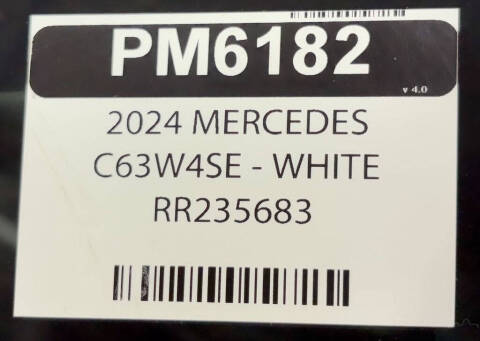 PM6182
v 4.0
2024 MERCEDES
C63W4SE - WHITE
RR235683